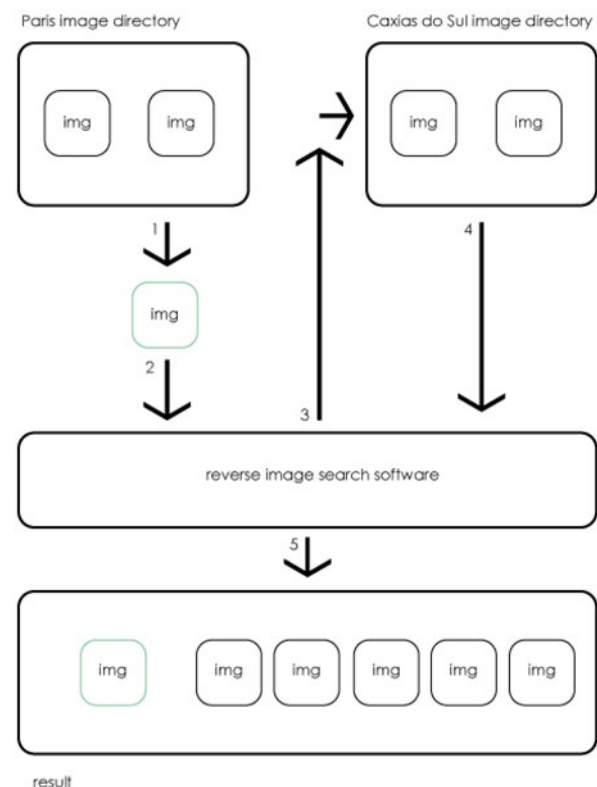 Paris image directory
Caxias do Sul image directory
img
img
img
img
1
4
img
2
3
reverse image search software
5
img
img
img
img
img
img
result